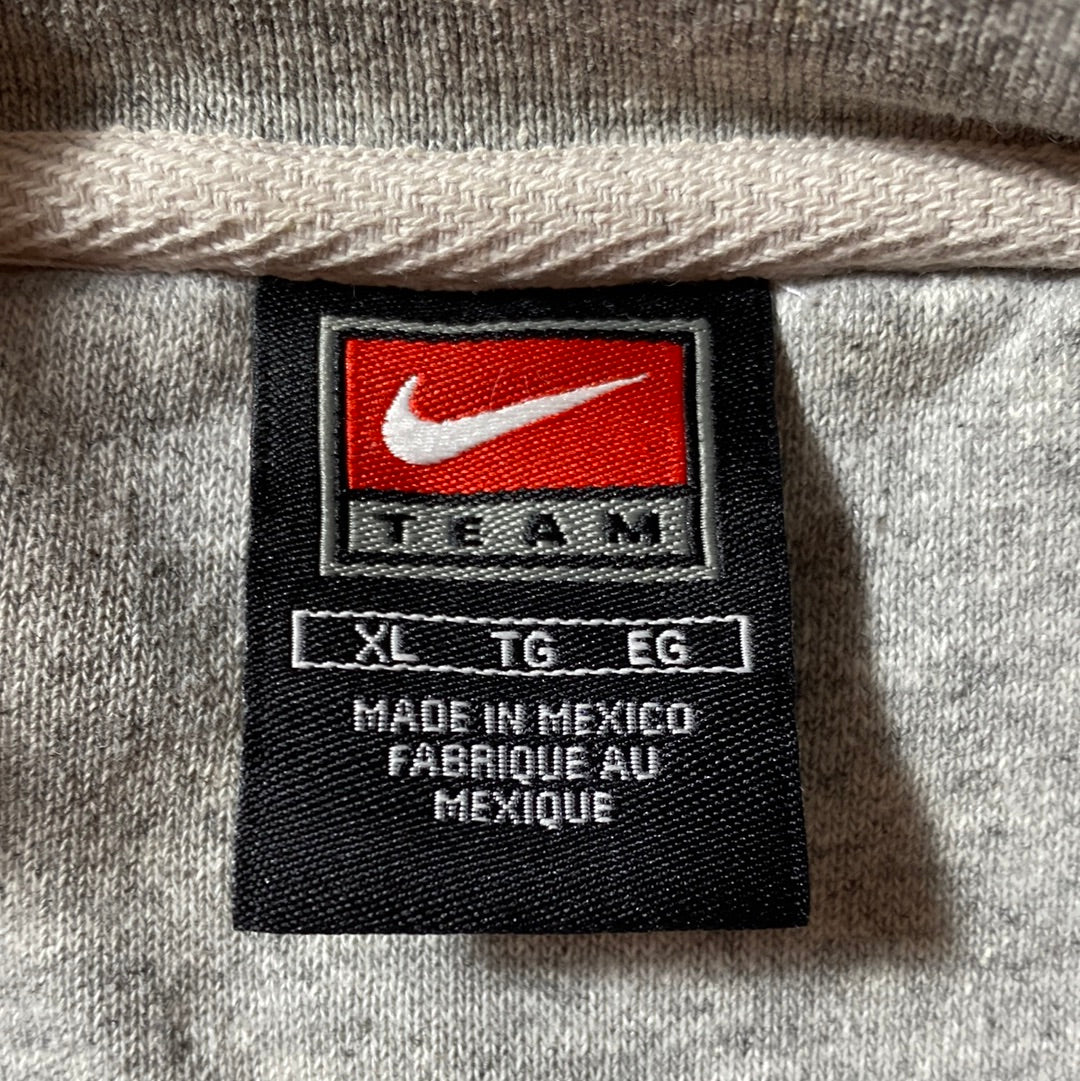 TEAM
XL TG EG
MADE IN MEXICO
FABRIQUE AU
MEXIQUE